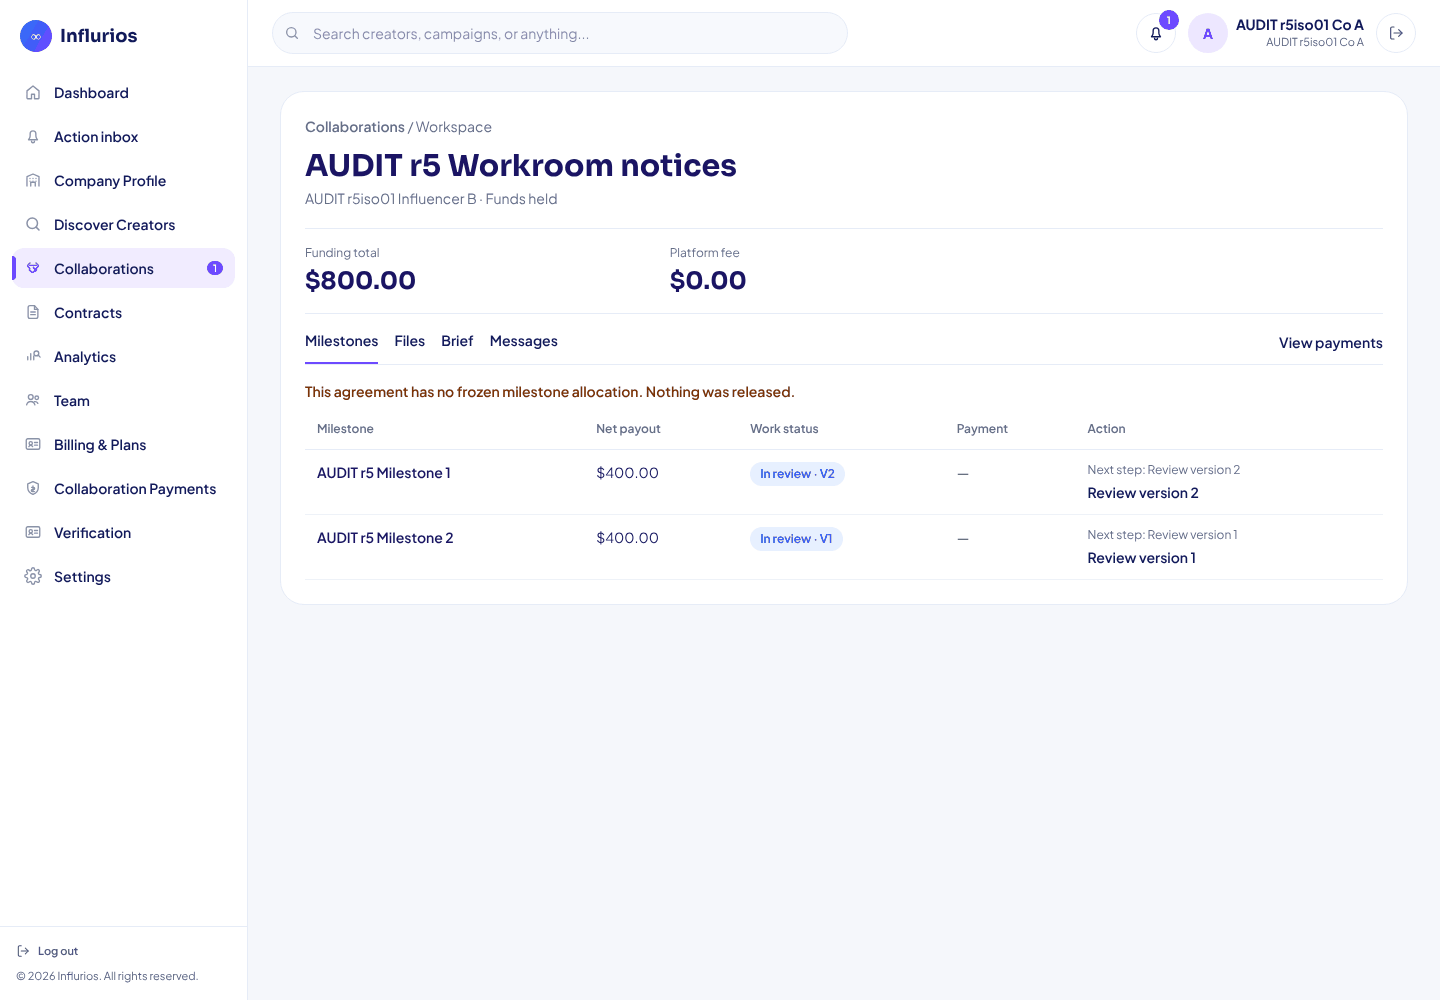 Influrios
Search creators, campaigns, or anything...
1
A
AUDIT r5iso01 Co A
AUDIT r5iso01 Co A
Dashboard
Action inbox
Company Profile
Discover Creators
Collaborations 1
Contracts
Analytics
Team
Billing & Plans
Collaboration Payments
Verification
Settings
Log out
© 2026 Influrios. All rights reserved.
Collaborations / Workspace
AUDIT r5 Workroom notices
AUDIT r5iso01 Influencer B · Funds held
Funding total Platform fee
$800.00 $0.00
Milestones Files Brief Messages View payments
This agreement has no frozen milestone allocation. Nothing was released.
Milestone Net payout Work status Payment Action
AUDIT r5 Milestone 1 $400.00 In review · V2 — Next step: Review version 2
Review version 2
AUDIT r5 Milestone 2 $400.00 In review · V1 — Next step: Review version 1
Review version 1